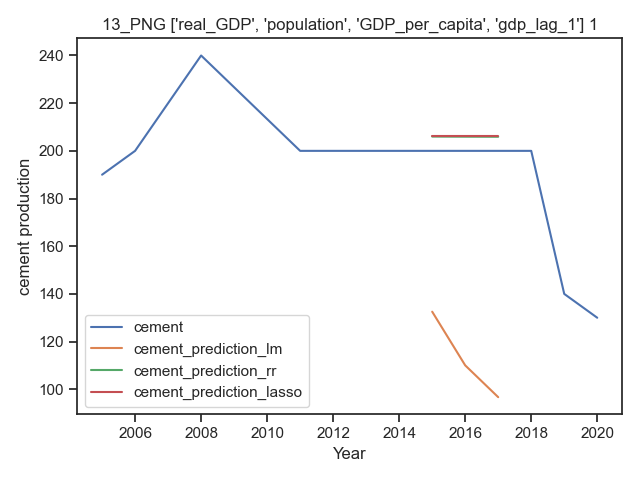 13_PNG ['real_GDP', 'population', 'GDP_per_capita', 'gdp_lag_1'] 1
240
220
200
180
160
140
120
100
cement production
cement
cement_prediction_lm
cement_prediction_rr
cement_prediction_lasso
2006 2008 2010 2012 2014 2016 2018 2020
Year